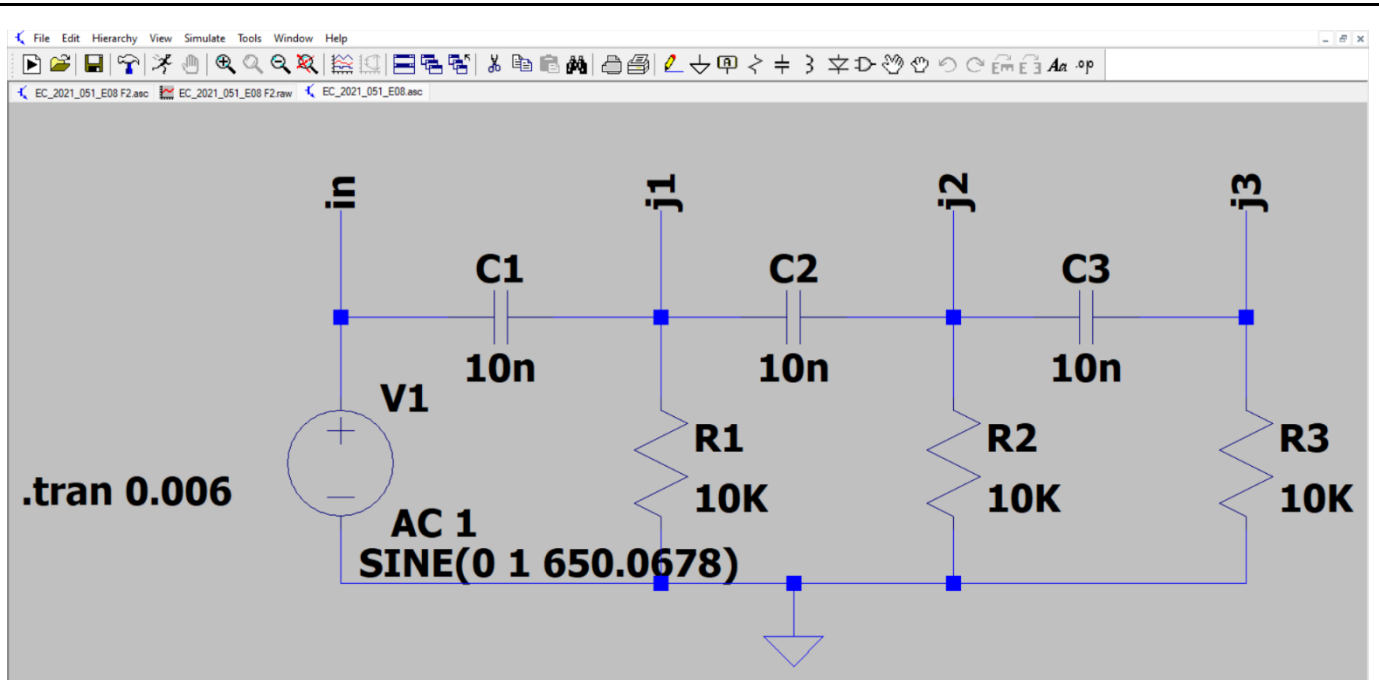 File Edit Hierarchy View Simulate Tools Window Help
Aa .op
EC_2021_051_E08 F2.asc EC_2021_051_E08 F2.raw EC_2021_051_E08.asc
in j1 j2 j3
C1 C2 C3
10n 10n 10n
V1
R1 R2 R3
.tran 0.006 10K 10K 10K
AC 1
SINE(0 1 650.0678)